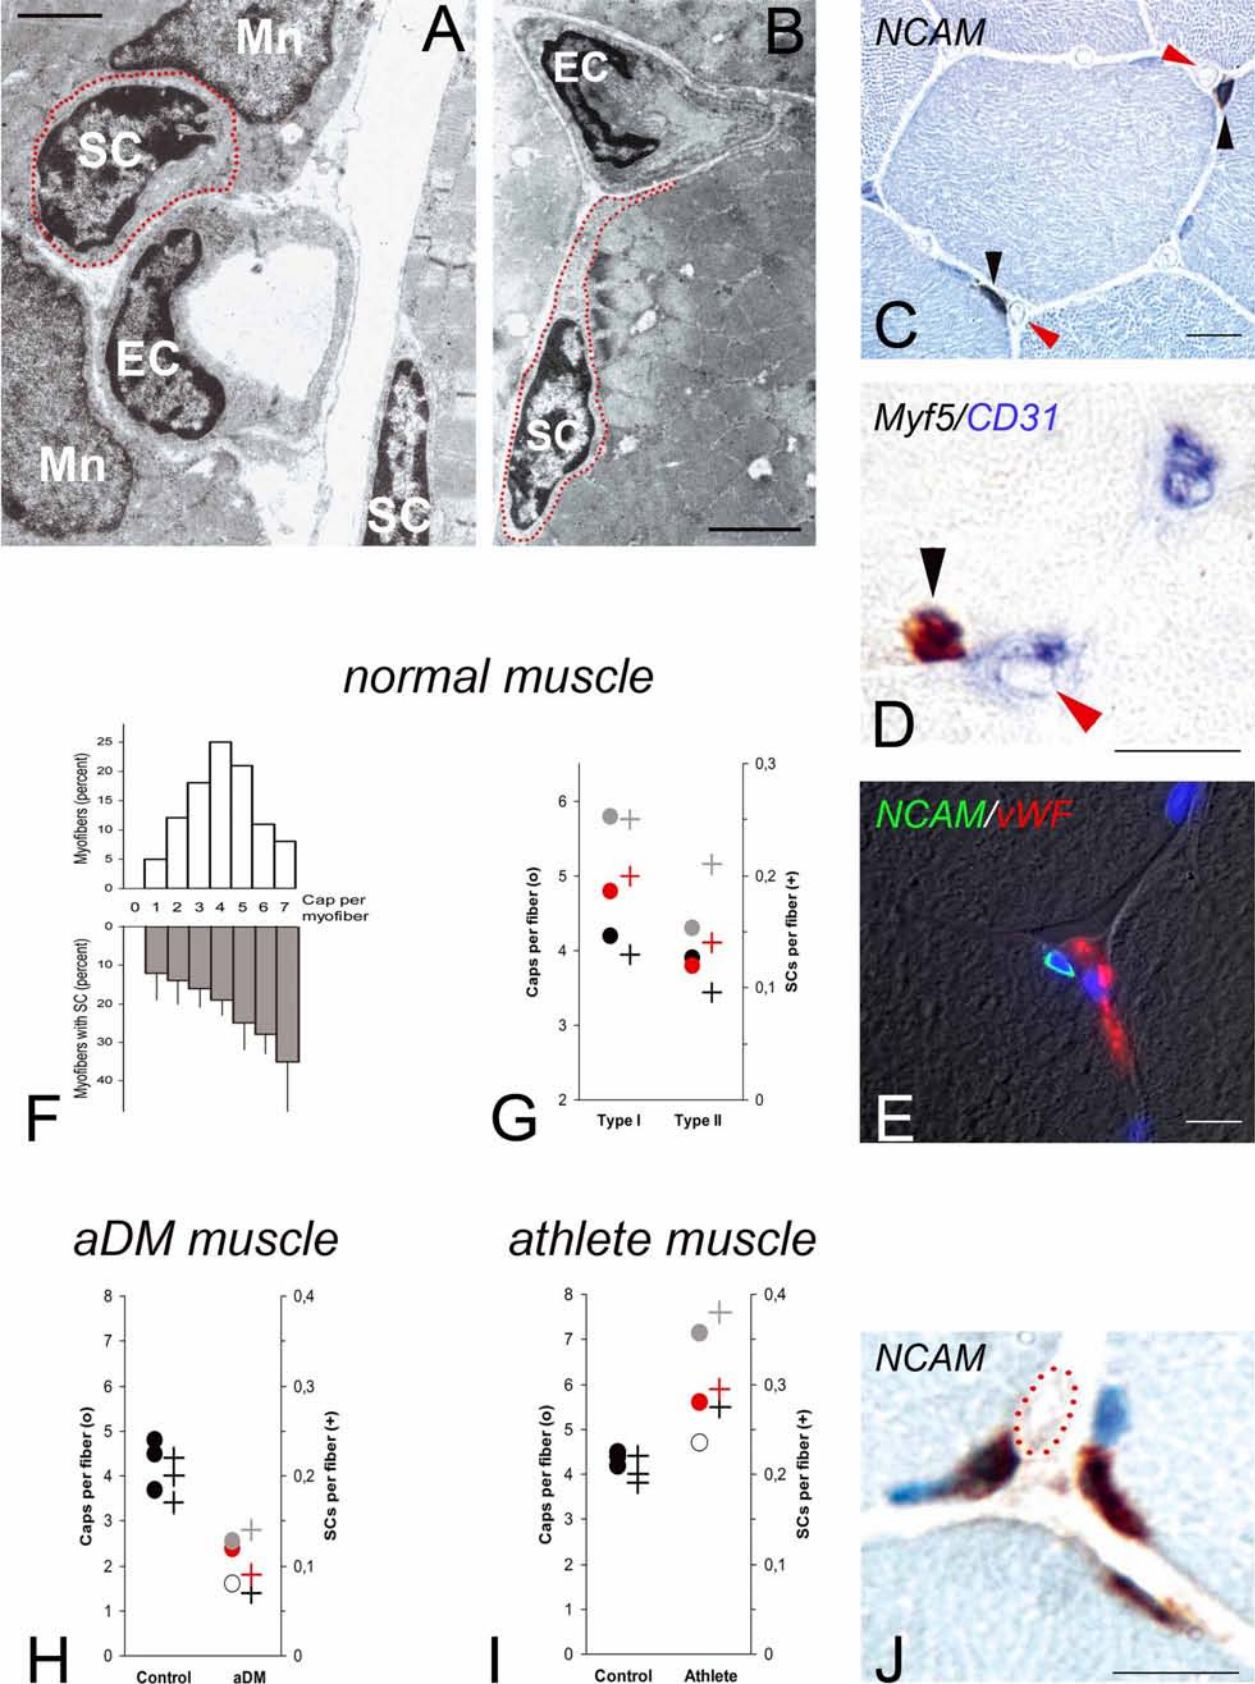 A
Mn
SC
EC
Mn
SC
B
EC
SC
NCAM
C
Myf5/CD31
D
NCAM/vWF
E
normal muscle
Myofibers (percent)
25
20
15
10
5
0
0 1 2 3 4 5 6 7
Cap per
myofiber
Myofibers with SC (percent)
0
10
20
30
40
F
Caps per fiber (o)
6
5
4
3
2
SCs per fiber (+)
0,3
0,2
0,1
0
Type I Type II
G
aDM muscle
Caps per fiber (o)
8
7
6
5
4
3
2
1
0
SCs per fiber (+)
0,4
0,3
0,2
0,1
0
Control aDM
H
athlete muscle
Caps per fiber (o)
8
7
6
5
4
3
2
1
0
SCs per fiber (+)
0,4
0,3
0,2
0,1
0
Control Athlete
I
NCAM
J